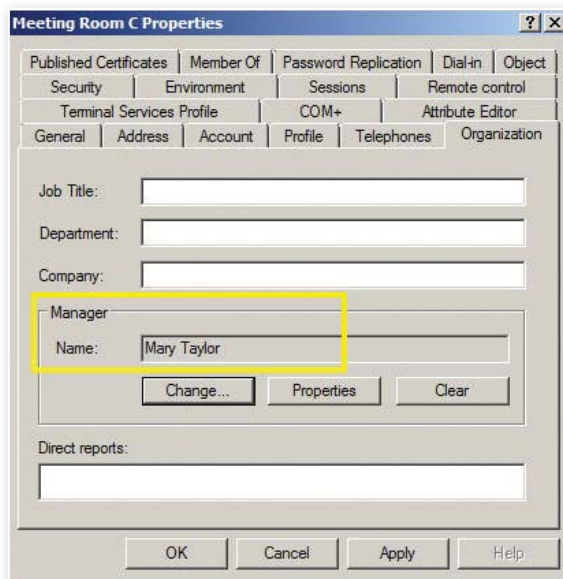 Meeting Room C Properties
Published Certificates Member Of Password Replication Dial-in Object
Security Environment Sessions Remote control
Terminal Services Profile COM+ Attribute Editor
General Address Account Profile Telephones Organization
Job Title:
Department:
Company:
Manager
Name: Mary Taylor
Change... Properties Clear
Direct reports:
OK Cancel Apply Help